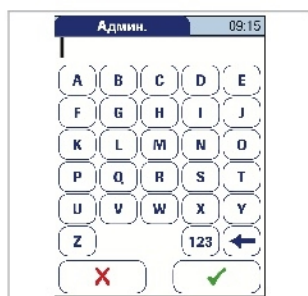 Админ. 09:15
A B C D E
F G H I J
K L M N O
P Q R S T
U V W X Y
Z 123